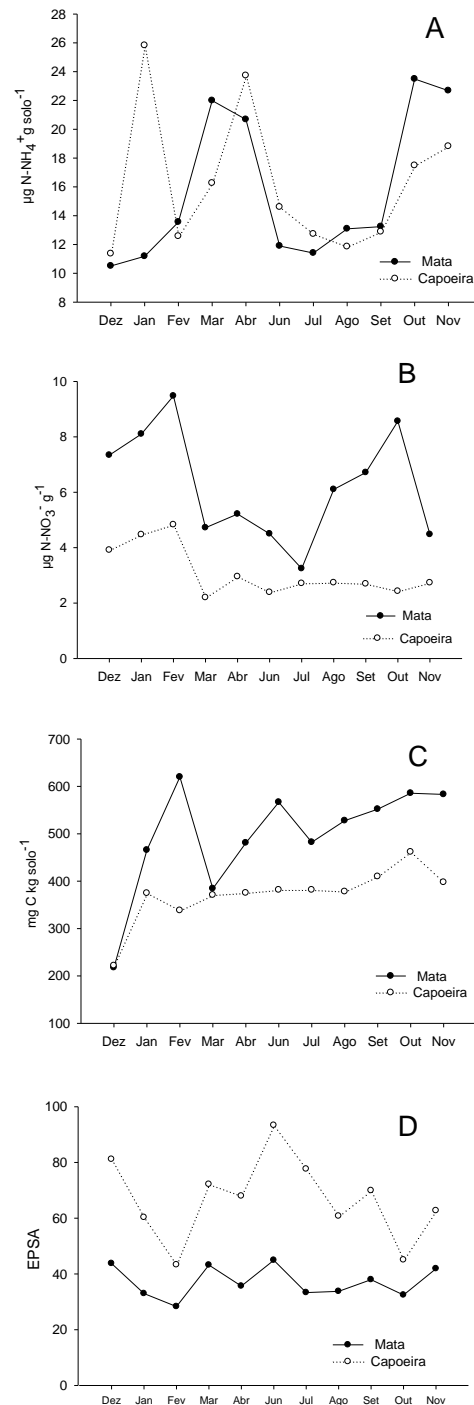 A
µg N-NH4+g solo-1
28
26
24
22
20
18
16
14
12
10
8
Mata
Capoeira
Dez Jan Fev Mar Abr Jun Jul Ago Set Out Nov
B
µg N-NO3- g-1
10
8
6
4
2
0
Mata
Capoeira
Dez Jan Fev Mar Abr Jun Jul Ago Set Out Nov
C
mg C kg solo-1
700
600
500
400
300
200
100
Mata
Capoeira
Dez Jan Fev Mar Abr Jun Jul Ago Set Out Nov
D
EPSA
100
80
60
40
20
0
Mata
Capoeira
Dez Jan Fev Mar Abr Jun Jul Ago Set Out Nov